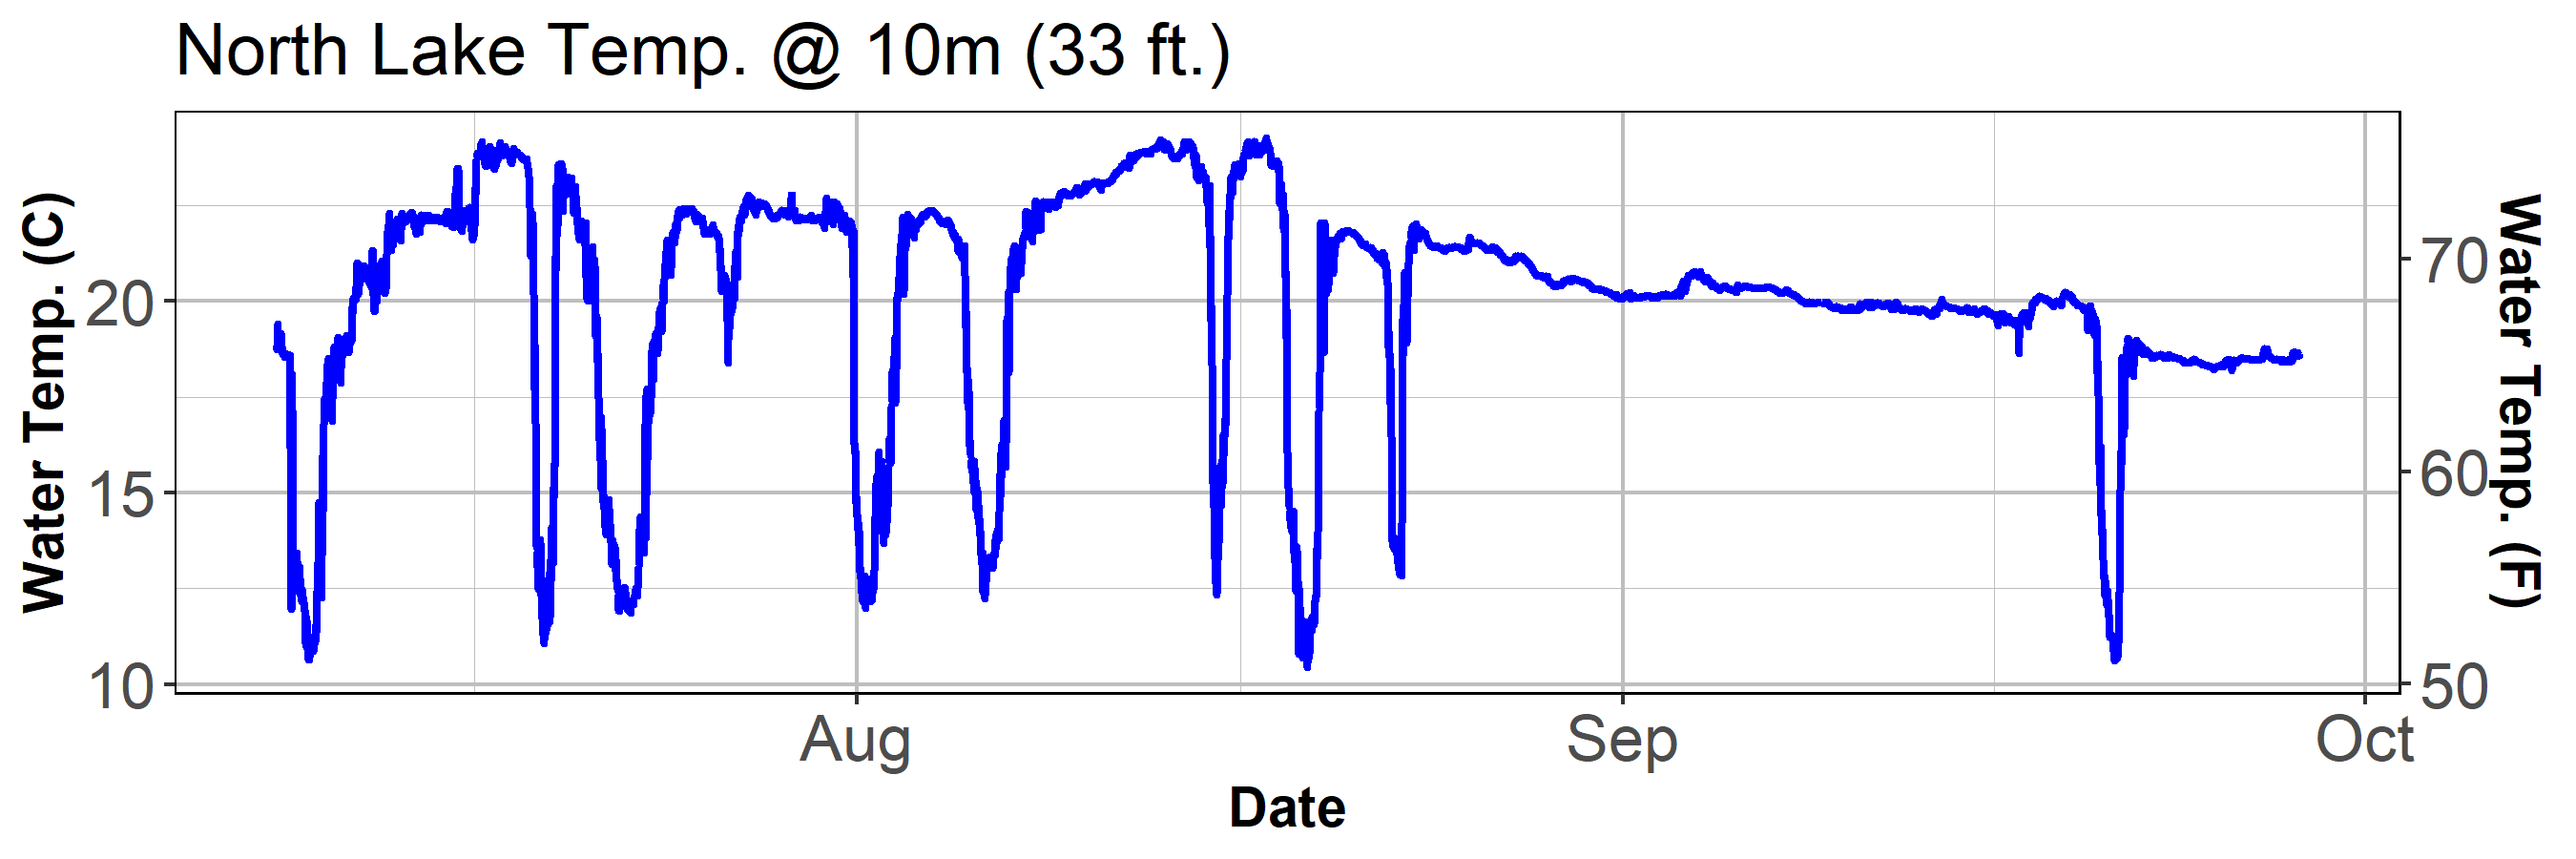 North Lake Temp. @ 10m (33 ft.)
Water Temp. (C)
20
15
10
70
60
50
Water Temp. (F)
Aug
Sep
Oct
Date